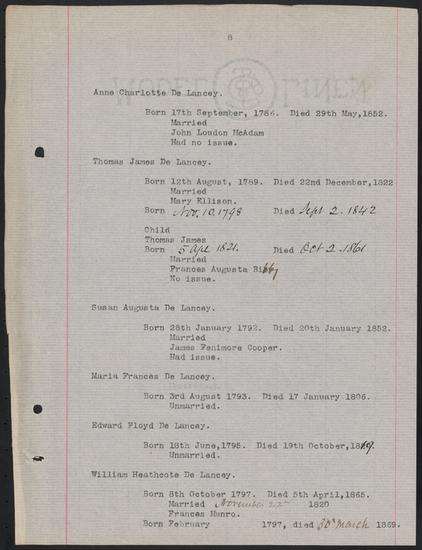 8
MODEL LINEN
Anne Charlotte De Lancey.
Born 17th September, 1786. Died 29th May,1852.
Married
John Loudon McAdam
Had no issue.
Thomas James De Lancey.
Born 12th August, 1789. Died 22nd December,1822
Married
Mary Ellison.
Born Nov. 10. 1798 Died Sept 2. 1842
Child
Thomas James
Born 5 Apl 1821. Died Oct 2. 1861
Married
Frances Augusta Bibby
No issue.
Susan Augusta De Lancey.
Born 28th January 1792. Died 20th January 1852.
Married
James Fenimore Cooper.
Had issue.
Maria Frances De Lancey.
Born 3rd August 1793. Died 17 January 1806.
Unmarried.
Edward Floyd De Lancey.
Born 18th June,1795. Died 19th October,
Unmarried.
William Heathcote De Lancey.
Born 8th October 1797. Died 5th April,1865.
Married November 22nd 1820
Frances Munro.
Born February 1797, died 30th March 1869.